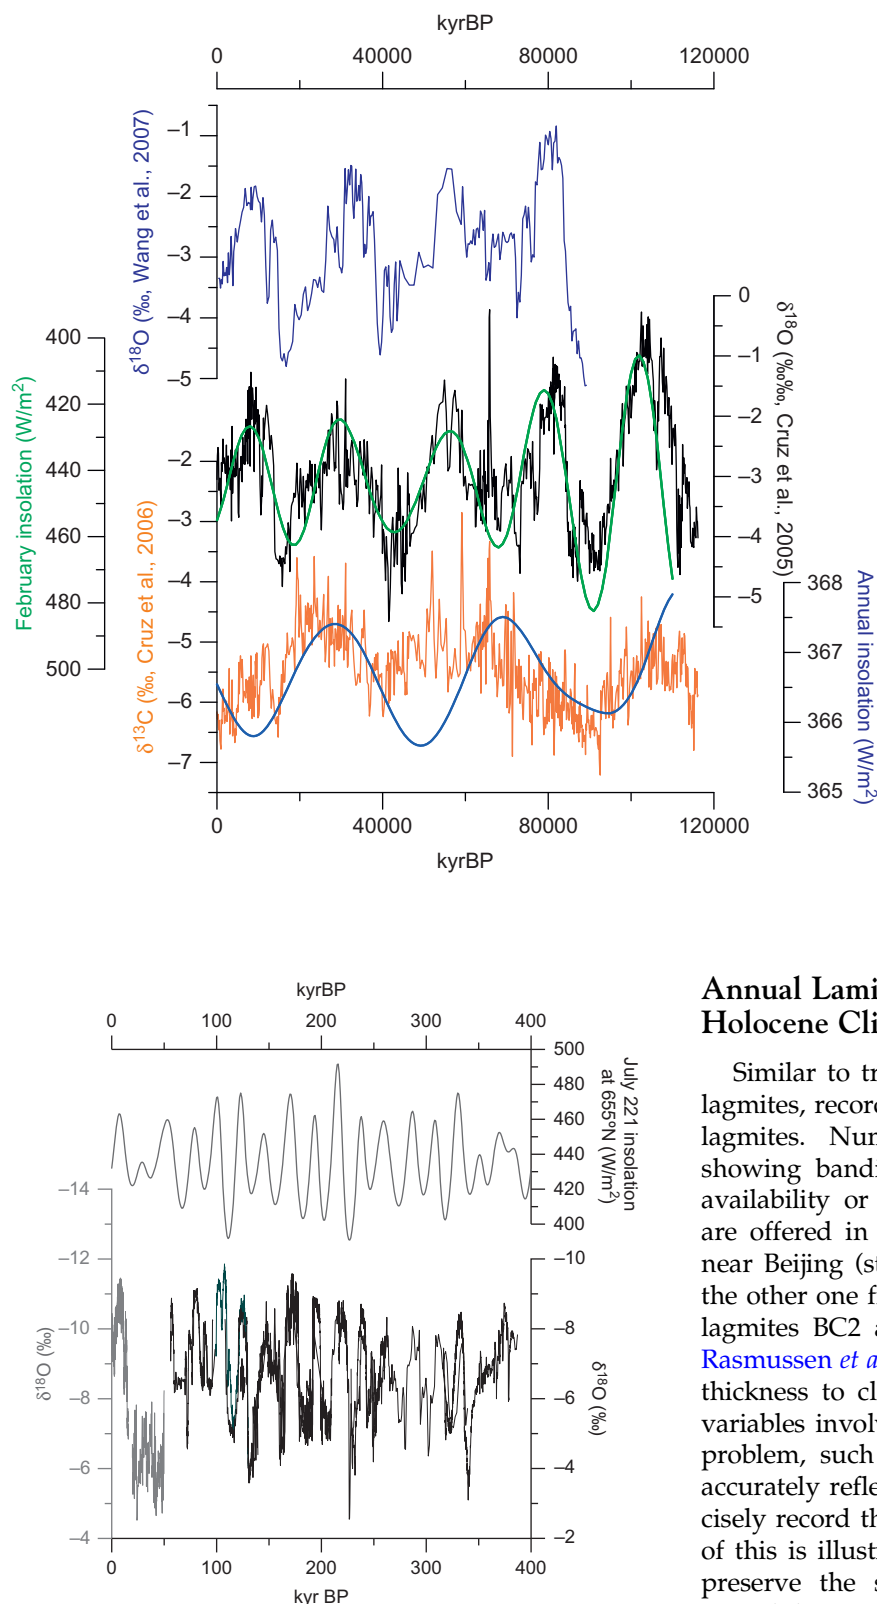 kyrBP
0 40000 80000 120000
δ18O (‰, Wang et al., 2007)
–1
–2
–3
–4
–5
February insolation (W/m2)
400
420
440
460
480
500
δ18O (‰‰, Cruz et al., 2005)
0
–1
–2
–3
–4
–5
δ13C (‰, Cruz et al., 2006)
–2
–3
–4
–5
–6
–7
Annual insolation (W/m2)
368
367
366
365
0 40000 80000 120000
kyrBP
kyrBP
0 100 200 300 400
July 221 insolation
at 655ºN (W/m2)
500
480
460
440
420
400
δ18O (‰)
–14
–12
–10
–8
–6
–4
δ18O (‰)
–10
–8
–6
–4
–2
0 100 200 300 400
kyr BP
Annual Lami
Holocene Cli
Similar to tr
lagmites, record
lagmites. Num
showing bandi
availability or
are offered in
near Beijing (st
the other one f
lagmites BC2 a
Rasmussen et a
thickness to cl
variables involv
problem, such
accurately refle
cisely record th
of this is illust
preserve the s